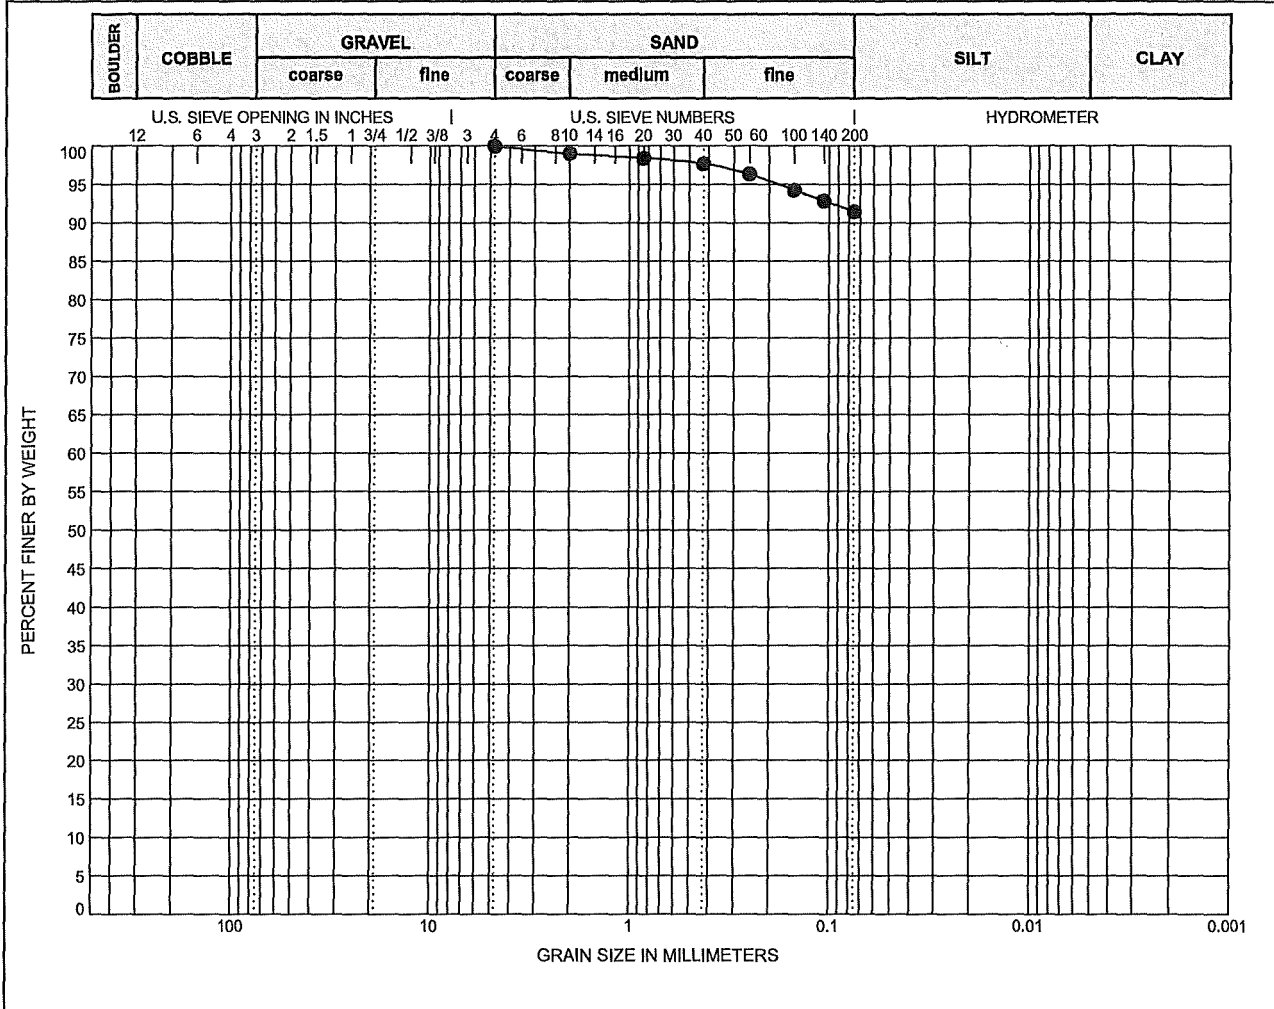 BOULDER
COBBLE
GRAVEL
SAND
SILT
CLAY
coarse
fine
coarse
medium
fine
U.S. SIEVE OPENING IN INCHES
U.S. SIEVE NUMBERS
HYDROMETER
12 6 4 3 2 1.5 1 3/4 1/2 3/8 3 4 6 8 10 14 16 20 30 40 50 60 100 140 200
100
95
90
85
80
75
70
65
60
55
50
45
40
35
30
25
20
15
10
5
0
PERCENT FINER BY WEIGHT
100 10 1 0.1 0.01 0.001
GRAIN SIZE IN MILLIMETERS